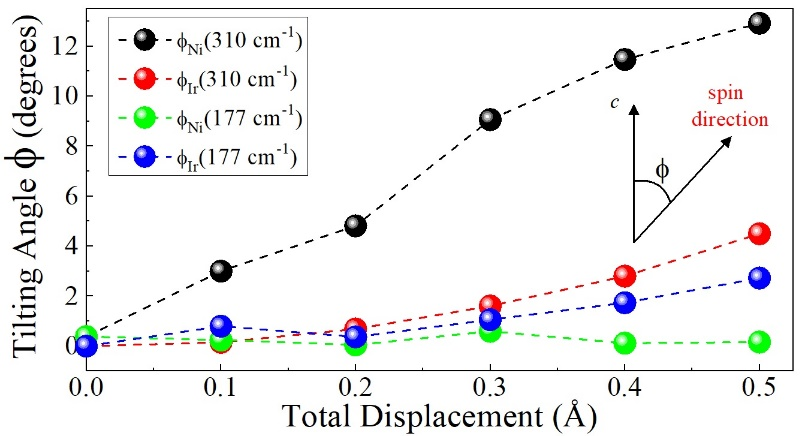 ϕNi(310 cm-1)
ϕIr(310 cm-1)
ϕNi(177 cm-1)
ϕIr(177 cm-1)
c
spin
direction
ϕ
Tilting Angle ϕ (degrees)
12
10
8
6
4
2
0
0.0 0.1 0.2 0.3 0.4 0.5
Total Displacement (Å)